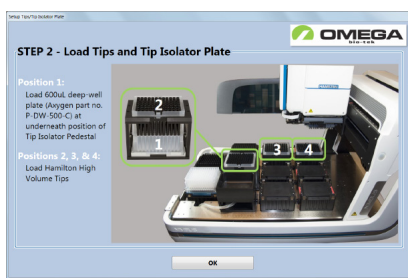 Setup Tips/Tip Isolator Plate
OMEGA
bio-tek
STEP 2 - Load Tips and Tip Isolator Plate
Position 1:
Load 600uL deep-well
plate (Axygen part no.
P-DW-500-C) at
underneath position of
Tip Isolator Pedestal
Positions 2, 3, & 4:
Load Hamilton High
Volume Tips
2
1
3
4
OK